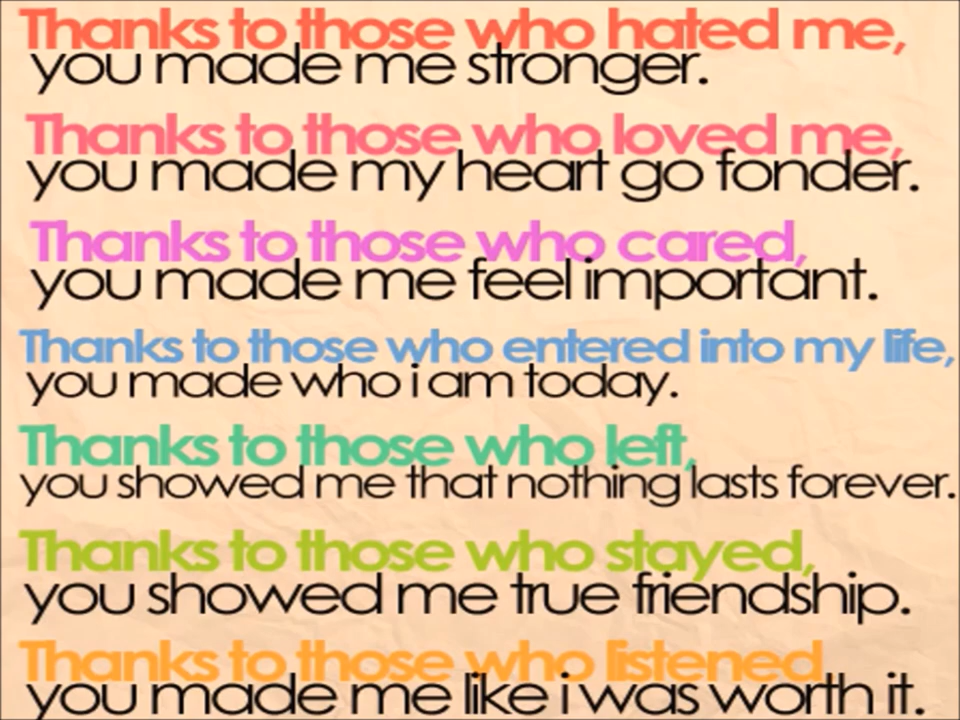 Thanks to those who hated me,
you made me stronger.
Thanks to those who loved me,
you made my heart go fonder.
Thanks to those who cared,
you made me feel important.
Thanks to those who entered into my life,
you made who i am today.
Thanks to those who left,
you showed me that nothing lasts forever.
Thanks to those who stayed,
you showed me true friendship.
Thanks to those who listened
you made me like i was worth it.